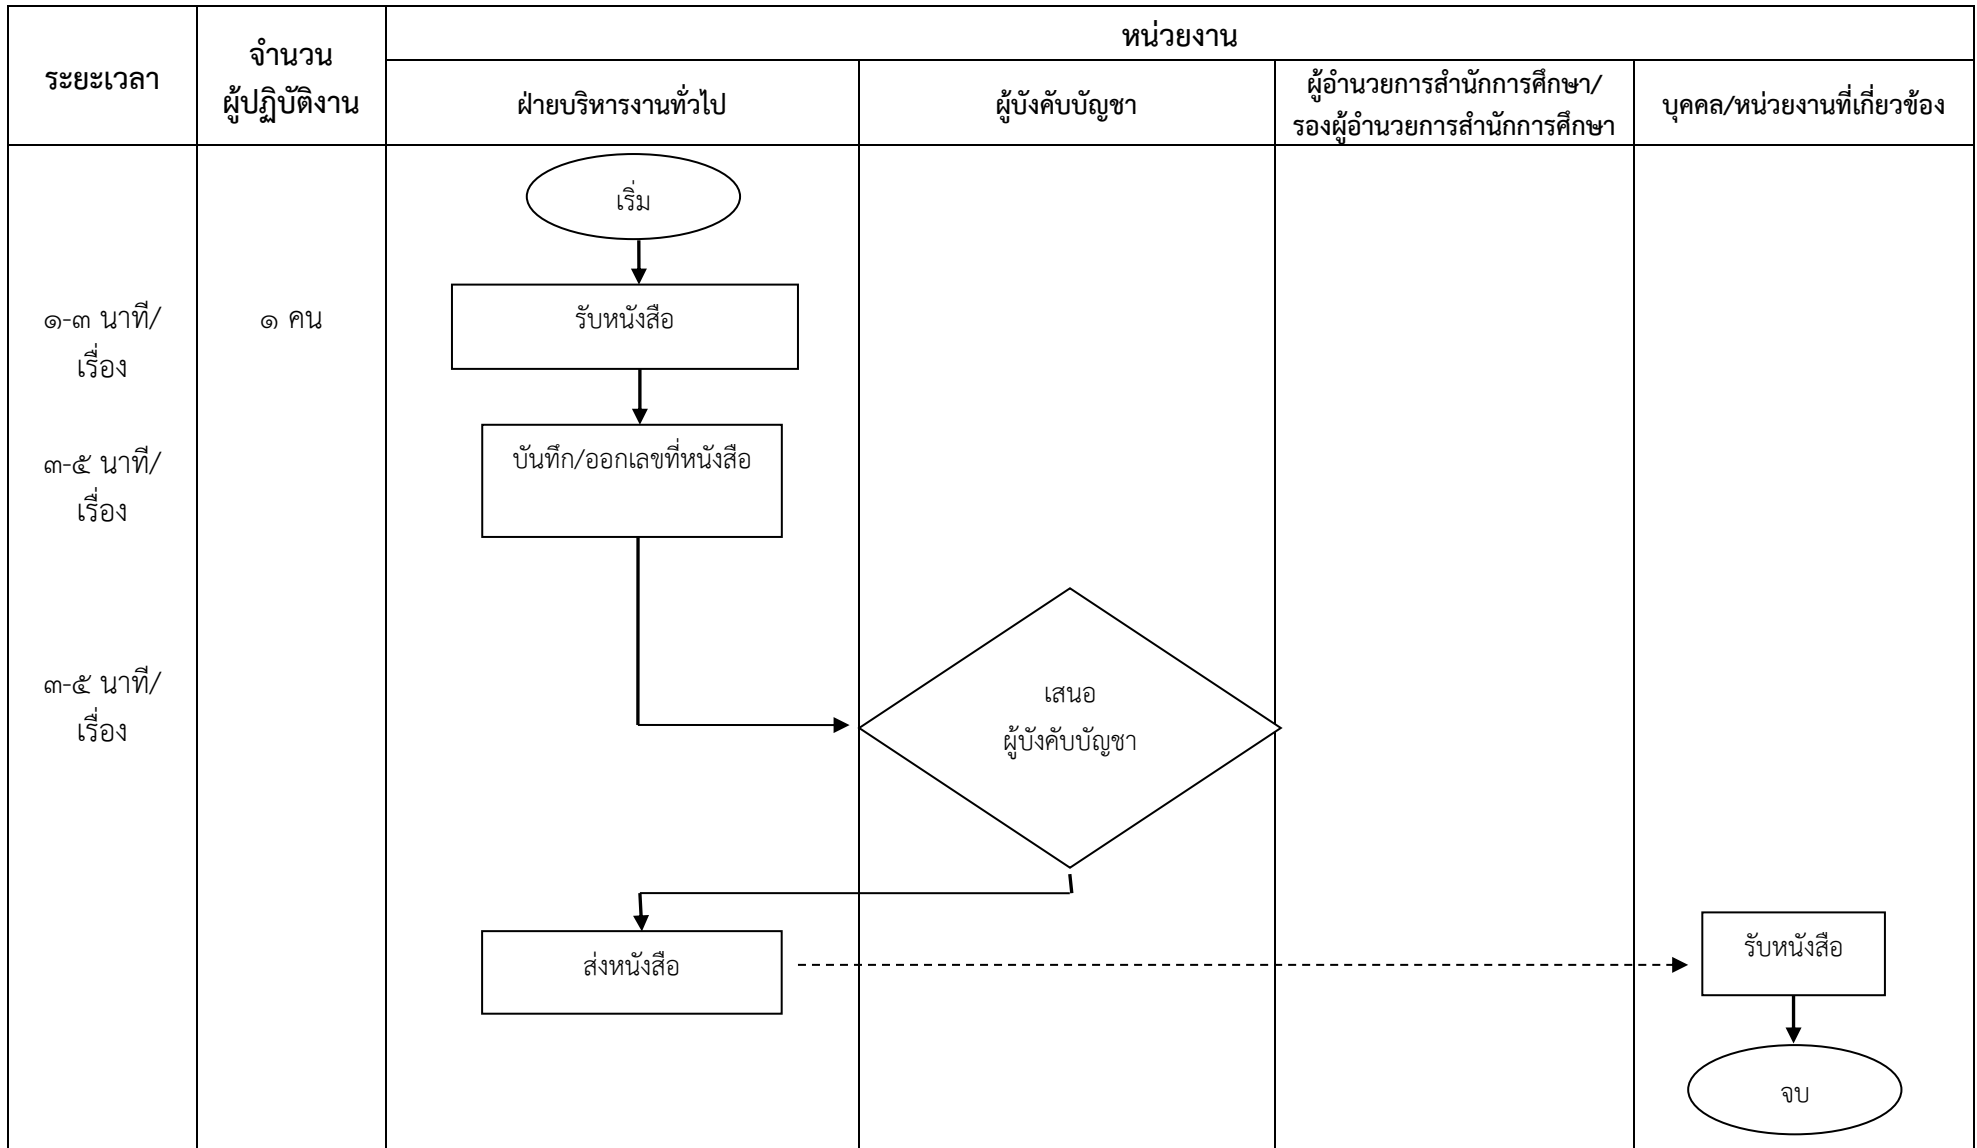 ระยะเวลา
จำนวน
ผู้ปฏิบัติงาน
หน่วยงาน
ฝ่ายบริหารงานทั่วไป
ผู้บังคับบัญชา
ผู้อำนวยการสำนักการศึกษา/
รองผู้อำนวยการสำนักการศึกษา
บุคคล/หน่วยงานที่เกี่ยวข้อง
เริ่ม
๑-๓ นาที/
เรื่อง
๑ คน
รับหนังสือ
๓-๕ นาที/
เรื่อง
บันทึก/ออกเลขที่หนังสือ
๓-๕ นาที/
เรื่อง
เสนอ
ผู้บังคับบัญชา
ส่งหนังสือ
รับหนังสือ
จบ